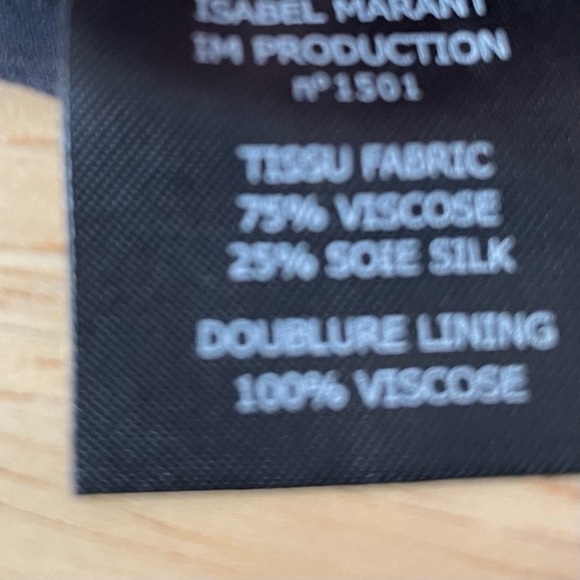 ISABEL MARANT
IM PRODUCTION
n°1501
TISSU FABRIC
75% VISCOSE
25% SOIE SILK
DOUBLURE LINING
100% VISCOSE